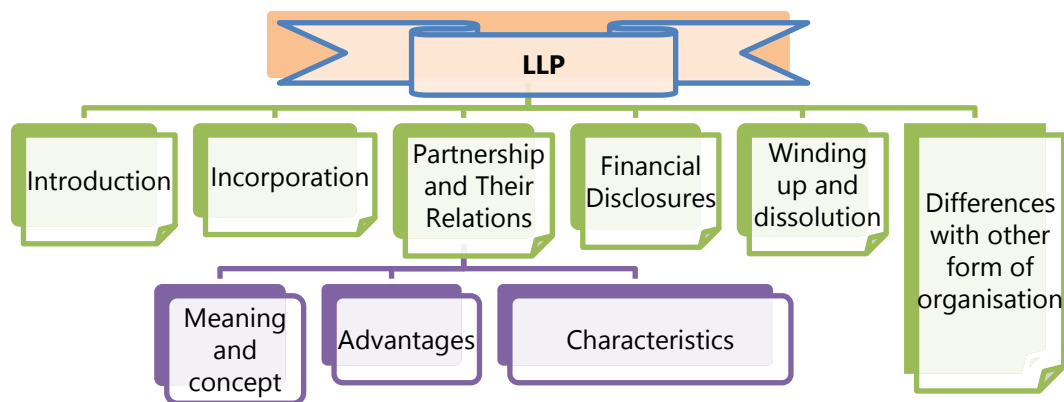 LLP
Introduction
Incorporation
Partnership
and Their
Relations
Financial
Disclosures
Winding
up and
dissolution
Differences
with other
form of
organisation
Meaning
and
concept
Advantages
Characteristics